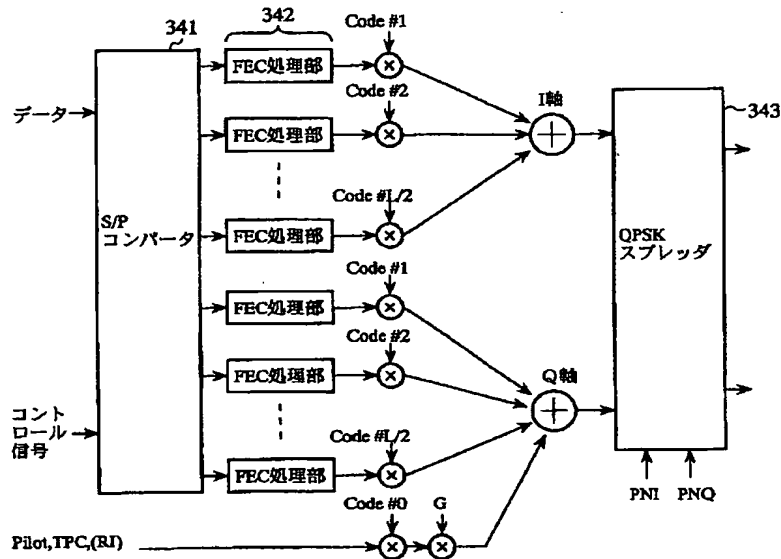 341
342
Code #1
FEC処理部
Code #2
FEC処理部
データ
I軸
343
Code #L/2
FEC処理部
S/P
コンパータ
QPSK
スプレッダ
Code #1
FEC処理部
Code #2
FEC処理部
Q軸
コント
ロール
信号
Code #L/2
FEC処理部
PNI PNQ
Code #0 G
Pilot,TPC,(RI)